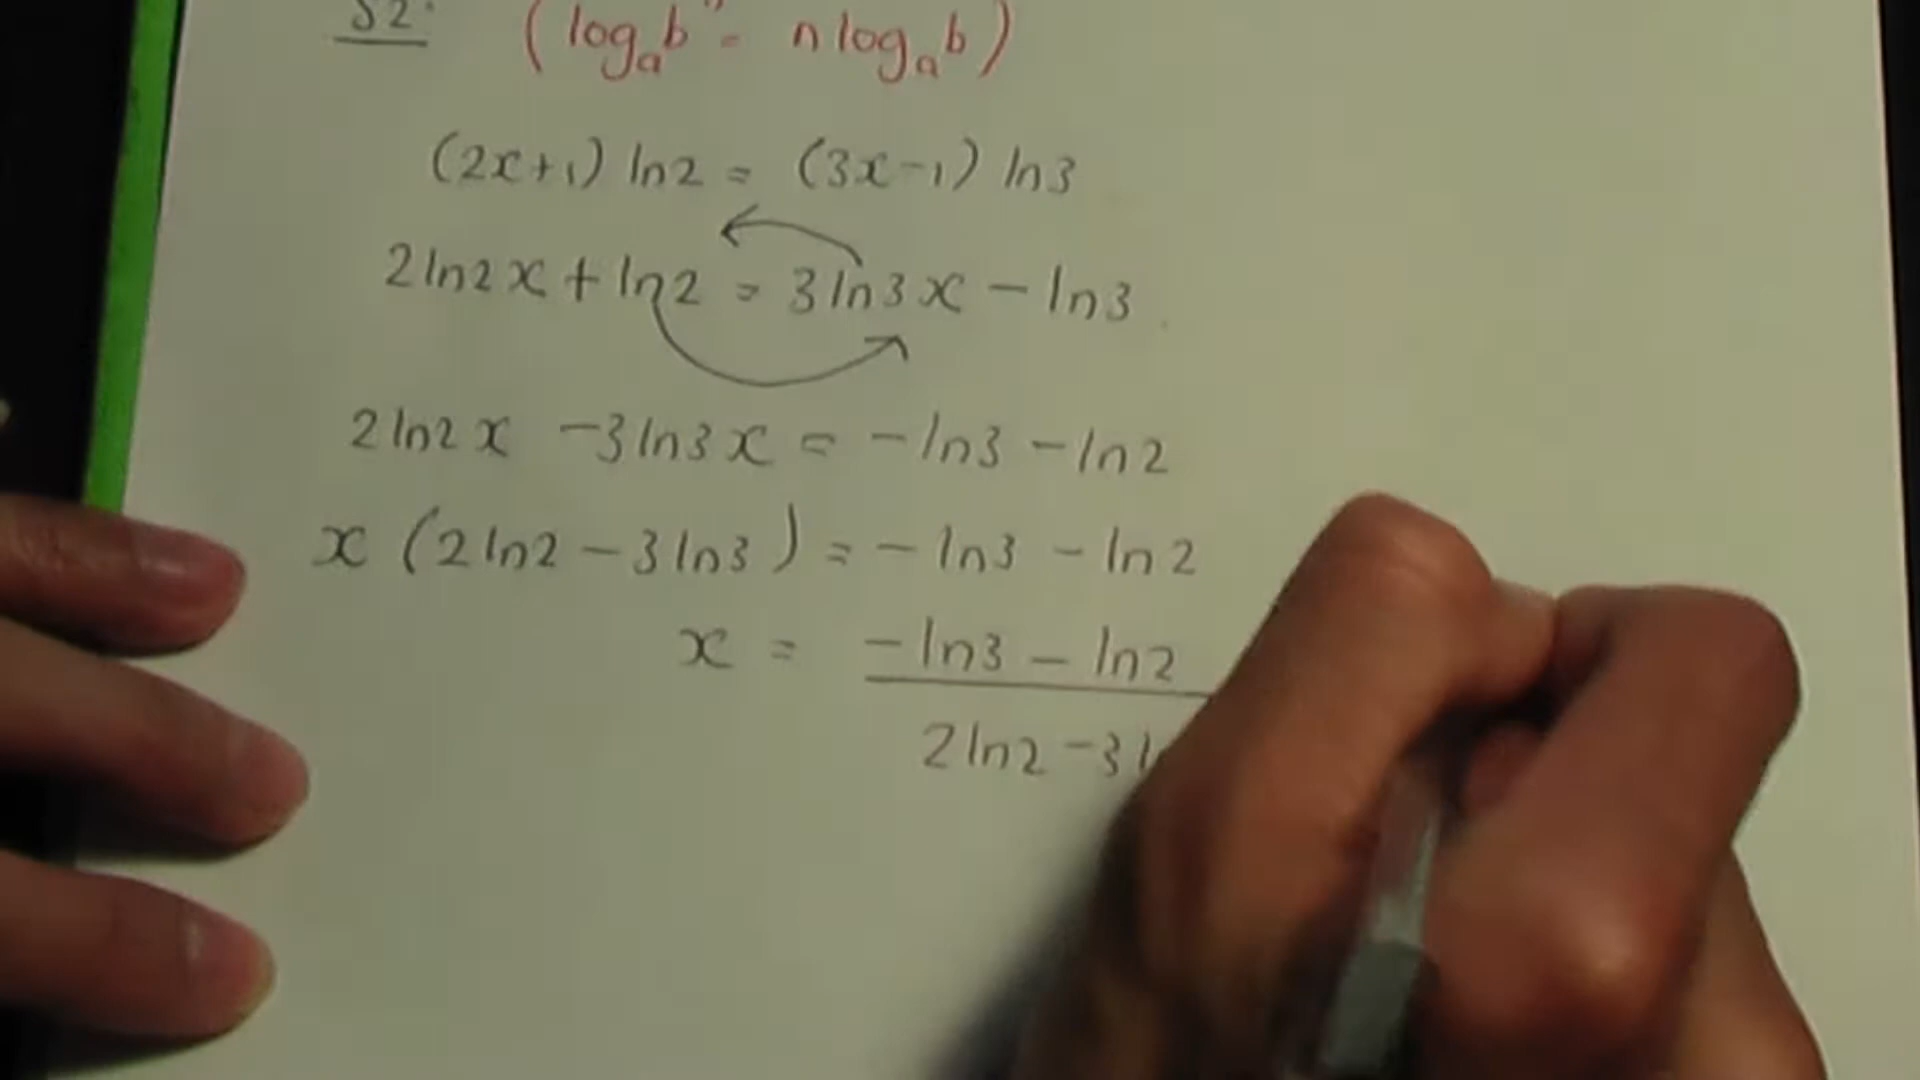 S2:
(logₐbⁿ = n logₐb)
(2x+1) ln2 = (3x-1) ln3
2ln2x + ln2 = 3ln3x - ln3
2ln2x -3ln3x = -ln3 -ln2
x (2ln2 - 3ln3) = - ln3 - ln2
x = -ln3 - ln2
2ln2 -3l